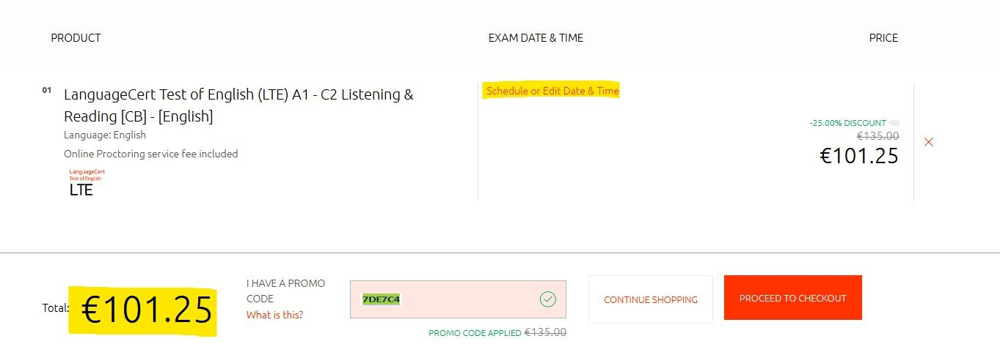 PRODUCT
EXAM DATE & TIME
PRICE
01
LanguageCert Test of English (LTE) A1 - C2 Listening &
Reading [CB] - [English]
Language: English
Online Proctoring service fee included
LanguageCert
Test of English
LTE
Schedule or Edit Date & Time
-25.00% DISCOUNT
€135.00
€101.25
Total: €101.25
I HAVE A PROMO
CODE
What is this?
7DE7C4
PROMO CODE APPLIED €135.00
CONTINUE SHOPPING
PROCEED TO CHECKOUT